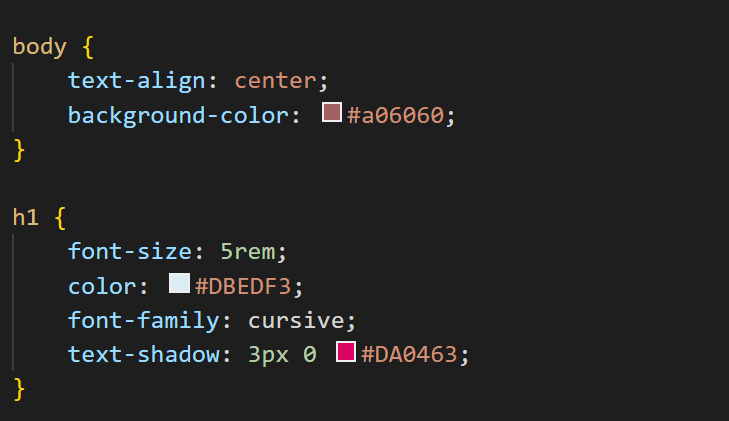 body {
    text-align: center;
    background-color: #a06060;
}
h1 {
    font-size: 5rem;
    color: #DBEDF3;
    font-family: cursive;
    text-shadow: 3px 0 #DA0463;
}